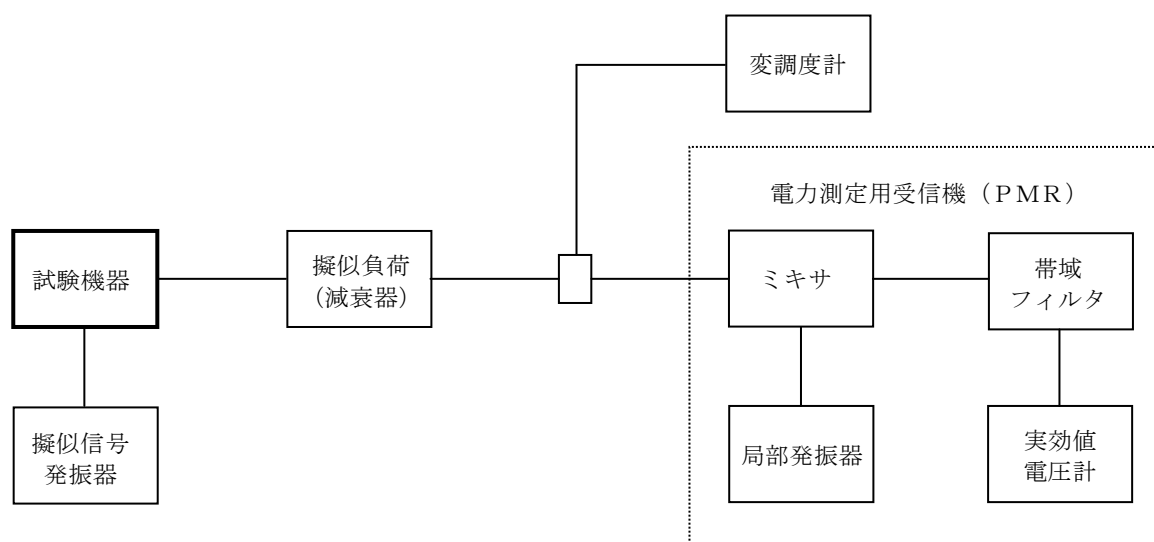 変調度計
電力測定用受信機（ＰＭＲ）
試験機器
擬似負荷
（減衰器）
ミキサ
帯域
フィルタ
擬似信号
発振器
局部発振器
実効値
電圧計